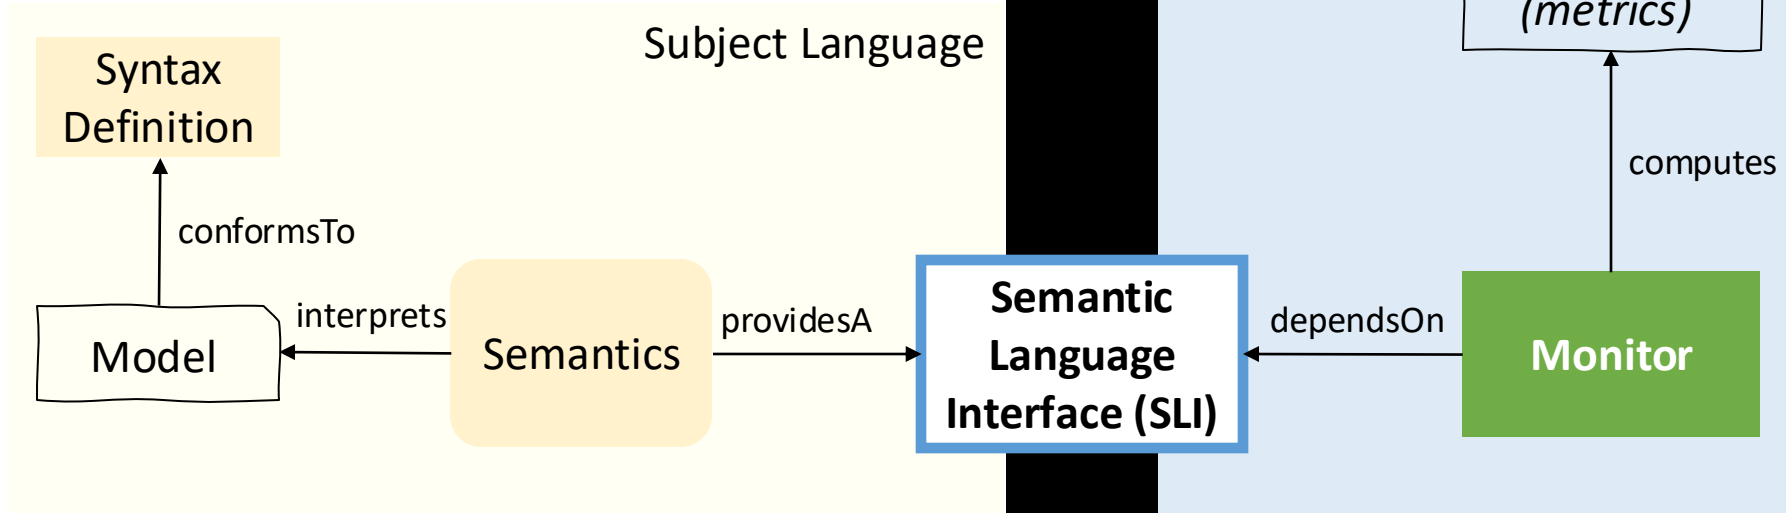 Subject Language
(metrics)
Syntax
Definition
computes
conformsTo
interprets
Model
Semantics
providesA
Semantic
Language
Interface (SLI)
dependsOn
Monitor